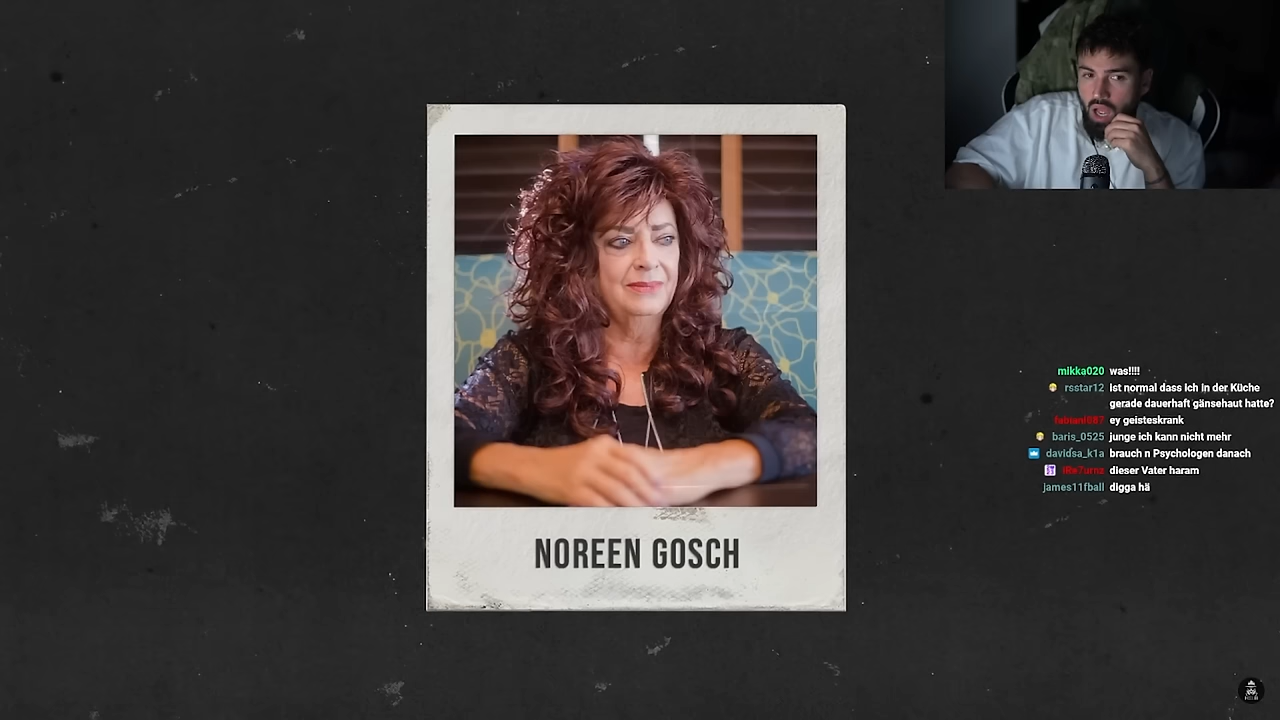 NOREEN GOSCH
mikka020 was!!!!
rsstar12 Ist normal dass ich in der Küche
gerade dauerhaft gänsehaut hatte?
ey geisteskrank
baris_0525 junge ich kann nicht mehr
davidsa_k1a brauch n Psychologen danach
dieser Vater haram
james11fball digga hä